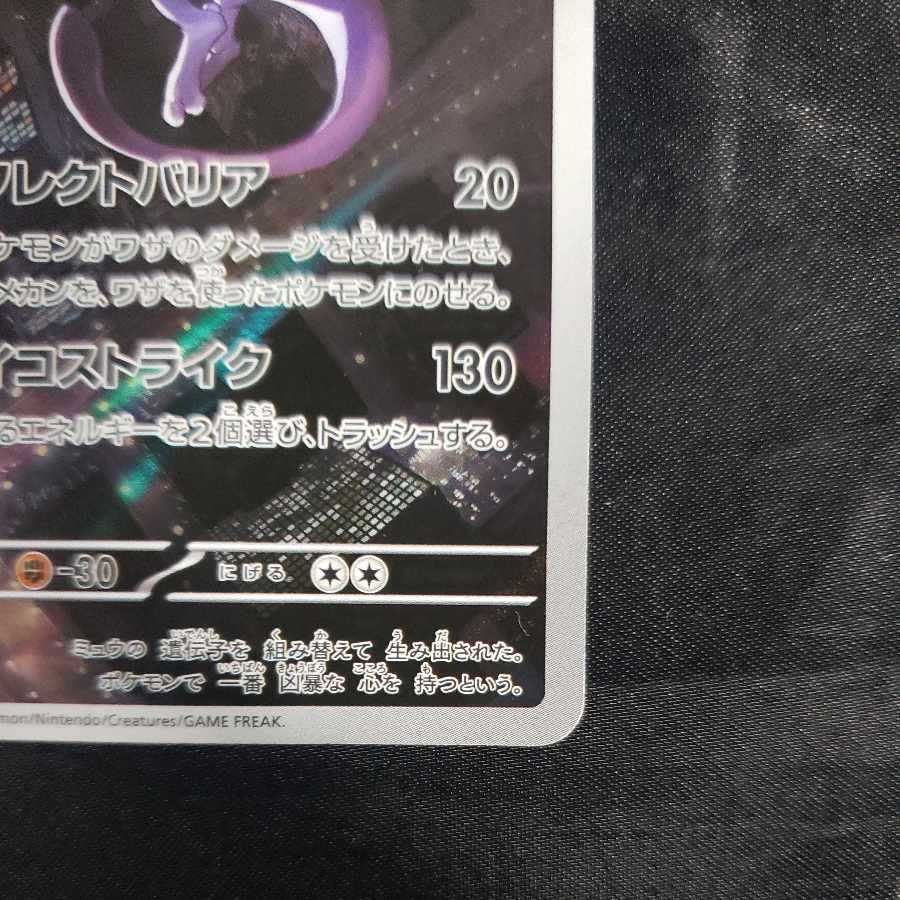 フレクトバリア 20
ケモンがワザのダメージを受けたとき、
メカンを、ワザを使ったポケモンにのせる。
イコストライク 130
るエネルギーを2個選び、トラッシュする。
-30 にげる
ミュウの 遺伝子を 組み替えて 生み出された。
ポケモンで 一番 凶暴な 心を 持つという。
mon/Nintendo/Creatures/GAME FREAK.